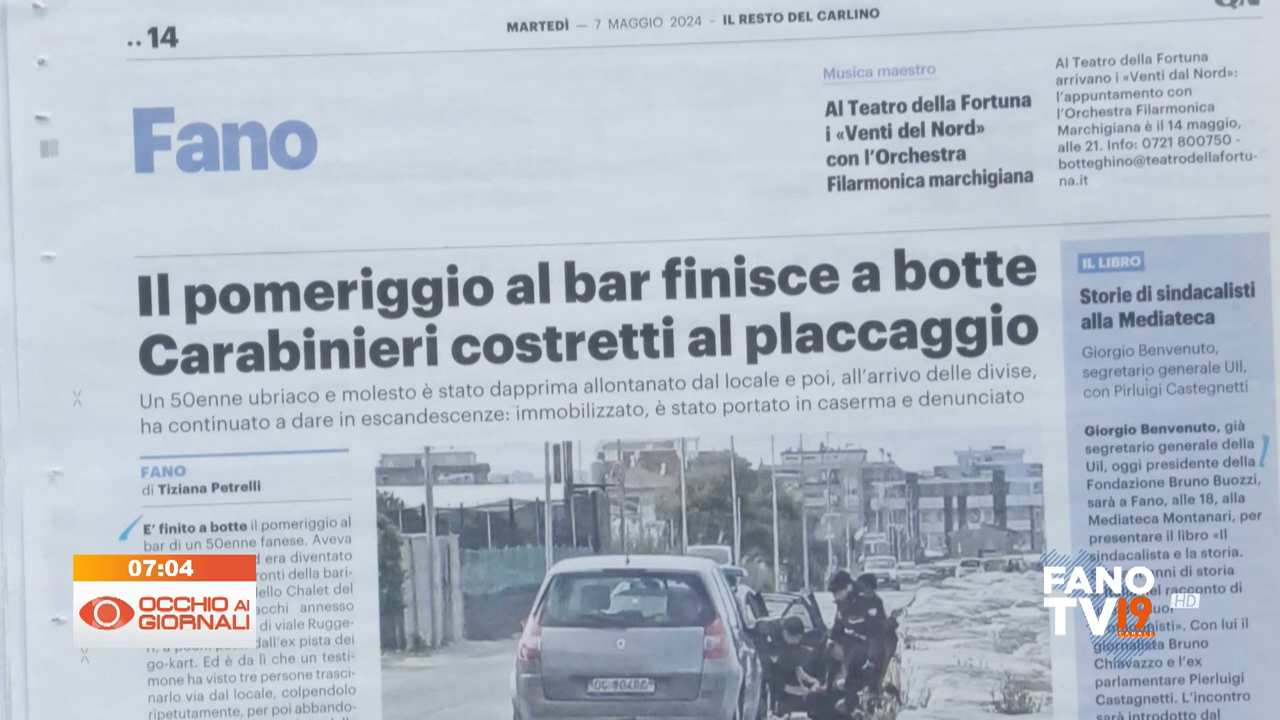 .. 14
MARTEDÌ — 7 MAGGIO 2024 – IL RESTO DEL CARLINO
Fano
Musica maestro
Al Teatro della Fortuna
i «Venti del Nord»
con l'Orchestra
Filarmonica marchigiana
Al Teatro della Fortuna
arrivano i «Venti dal Nord»:
l'appuntamento con
l'Orchestra Filarmonica
Marchigiana è il 14 maggio,
alle 21. Info: 0721 800750 -
botteghino@teatrodellafortu-
na.it
Il pomeriggio al bar finisce a botte
Carabinieri costretti al placcaggio
Un 50enne ubriaco e molesto è stato dapprima allontanato dal locale e poi, all'arrivo delle divise,
ha continuato a dare in escandescenze: immobilizzato, è stato portato in caserma e denunciato
FANO
di Tiziana Petrelli
E' finito a botte il pomeriggio al
bar di un 50enne fanese. Aveva
era diventato
ronti della bari-
ello Chalet del
acchi annesso
di viale Rugge-
dall'ex pista dei
go-kart. Ed è da lì che un testi-
mone ha visto tre persone trasci-
narlo via dal locale, colpendolo
ripetutamente, per poi abbando-
IL LIBRO
Storie di sindacalisti
alla Mediateca
Giorgio Benvenuto,
segretario generale UIl,
con Pirluigi Castegnetti
Giorgio Benvenuto, già
segretario generale della
Uil, oggi presidente della
Fondazione Bruno Buozzi,
sarà a Fano, alle 18, alla
Mediateca Montanari, per
presentare il libro «Il
sindacalista e la storia.
nni di storia
racconto di
nisti». Con lui il
giornalista Bruno
Chiavazzo e l'ex
parlamentare Pierluigi
Castagnetti. L'incontro
sarà introdotto dal
07:04
OCCHIO AI
GIORNALI
FANO
TV19
HD